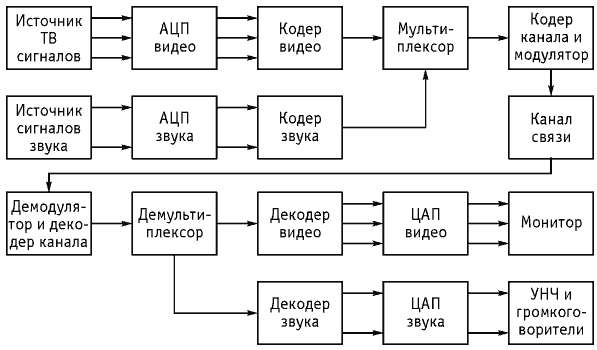 Источник
ТВ
сигналов
АЦП
видео
Кодер
видео
Мульти-
плексор
Кодер
канала и
модулятор
Источник
сигналов
звука
АЦП
звука
Кодер
звука
Канал
связи
Демодуля-
тор и деко-
дер канала
Демульти-
плексор
Декодер
видео
ЦАП
видео
Монитор
Декодер
звука
ЦАП
звука
УНЧ и
громкого-
ворители